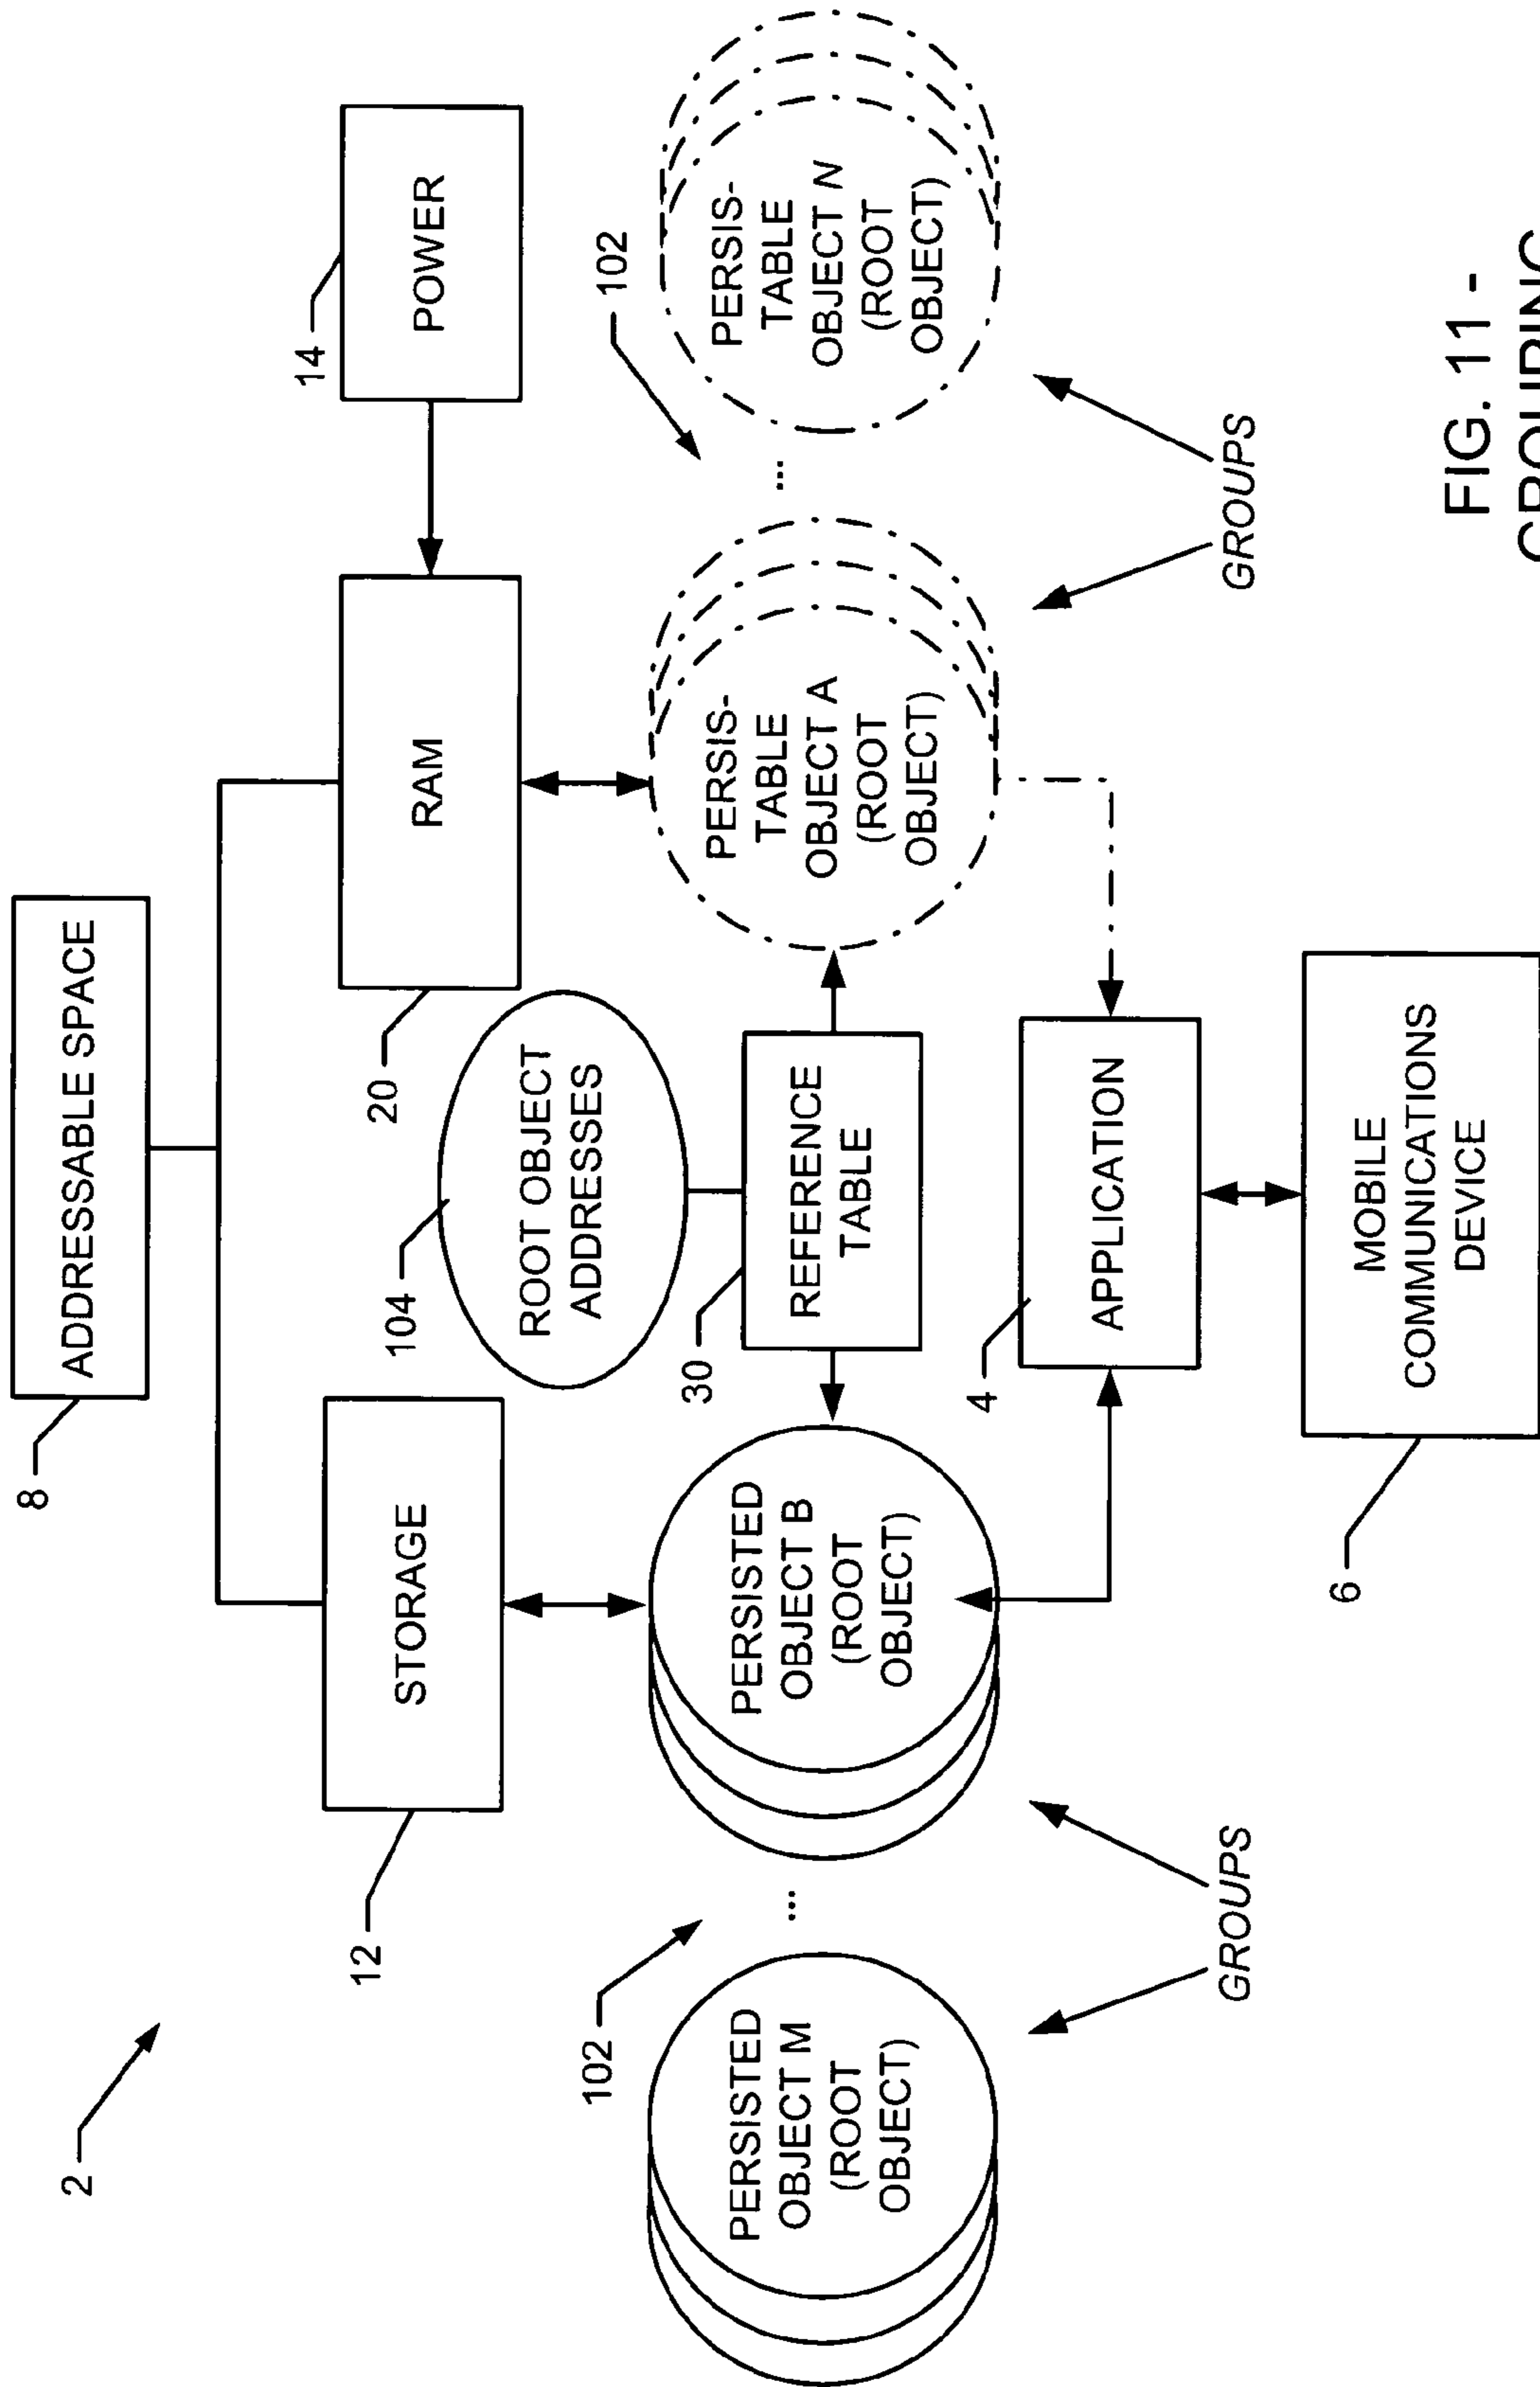 2
8
ADDRESSABLE SPACE
12
STORAGE
20
RAM
14
POWER
104
ROOT OBJECT
ADDRESSES
102
PERSISTED
OBJECT M
(ROOT
OBJECT)
...
PERSISTED
OBJECT B
(ROOT
OBJECT)
30
REFERENCE
TABLE
PERSIS-
TABLE
OBJECT A
(ROOT
OBJECT)
...
102
PERSIS-
TABLE
OBJECT N
(ROOT
OBJECT)
4
APPLICATION
GROUPS
GROUPS
6
MOBILE
COMMUNICATIONS
DEVICE
FIG. 11 -
GROUPING